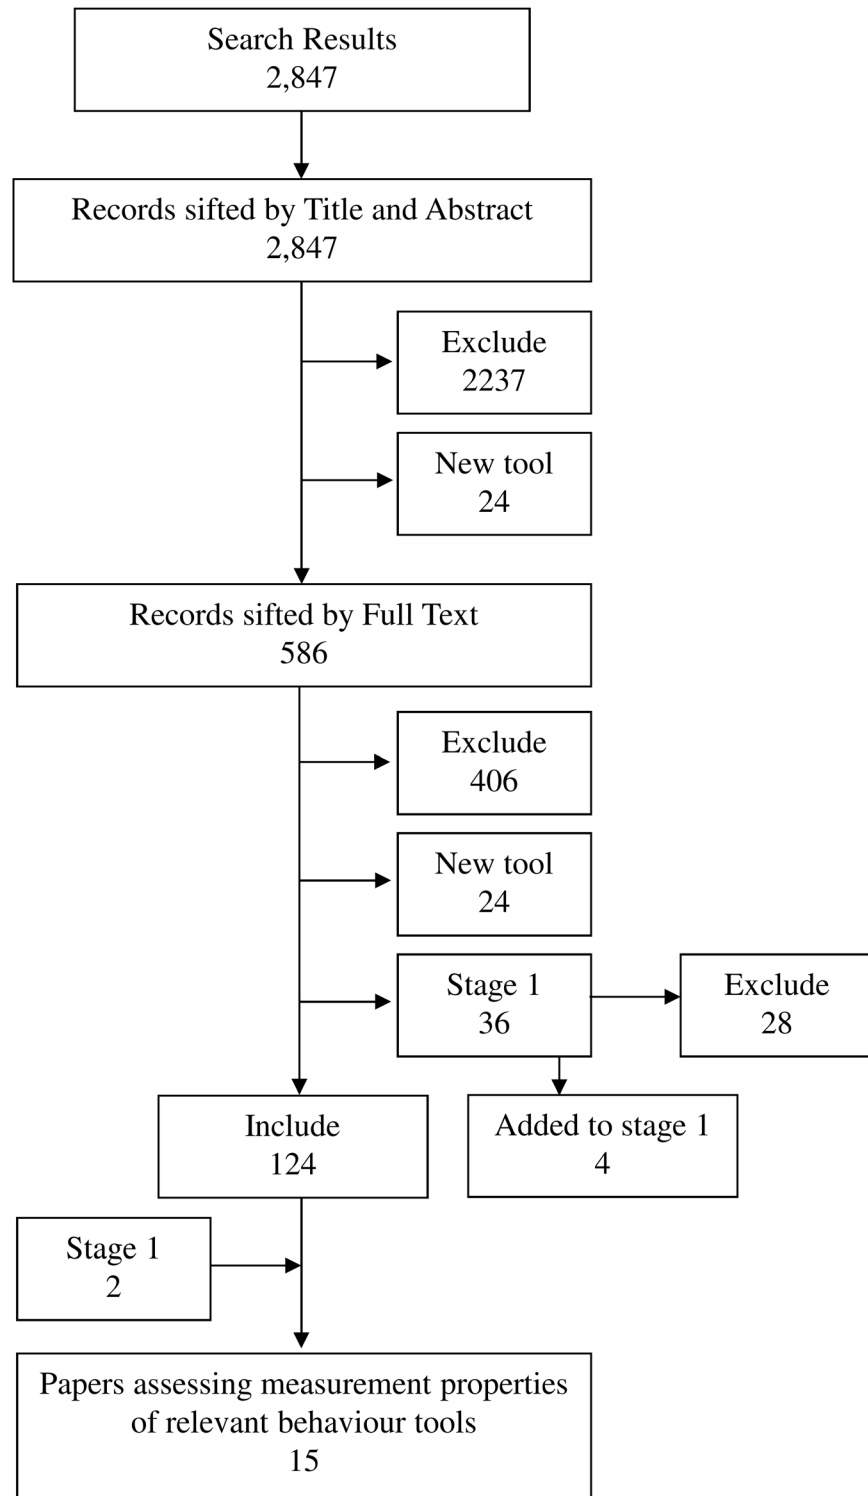 Search Results
2,847
Records sifted by Title and Abstract
2,847
Exclude
2237
New tool
24
Records sifted by Full Text
586
Exclude
406
New tool
24
Stage 1
36
Exclude
28
Include
124
Added to stage 1
4
Stage 1
2
Papers assessing measurement properties
of relevant behaviour tools
15